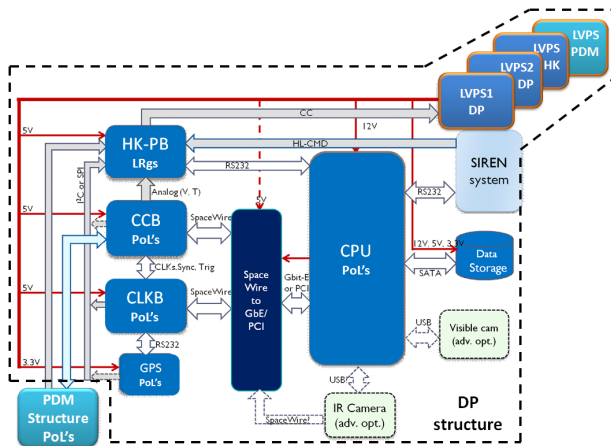 LVPS
PDM
LVPS
HK
LVPS2
DP
LVPS1
DP
CC
5V
12V
HK-PB
LRgs
HL-CMD
SIREN
system
RS232
RS232
I²C or SPI
Analog (V, T)
5V
5V
CCB
PoL's
SpaceWire
CPU
PoL's
12V, 5V, 3.3V
Data
Storage
SATA
CLKs,Sync, Trig
Space
Wire
to
GbE/
PCI
Gbit-E
or PCI
5V
CLKB
PoL's
SpaceWire
USB
Visible cam
(adv. opt.)
RS232
3.3V
GPS
PoL's
USB?
PDM
Structure
PoL's
SpaceWire?
IR Camera
(adv. opt.)
DP
structure